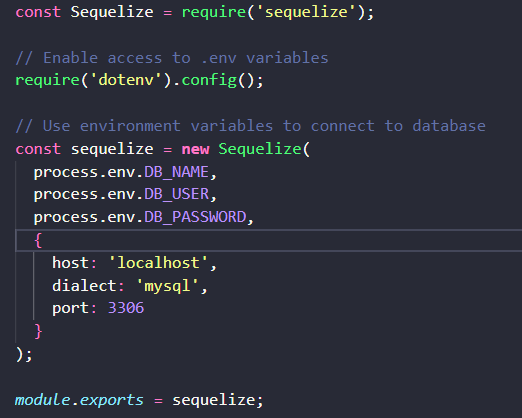 const Sequelize = require('sequelize');

// Enable access to .env variables
require('dotenv').config();

// Use environment variables to connect to database
const sequelize = new Sequelize(
  process.env.DB_NAME,
  process.env.DB_USER,
  process.env.DB_PASSWORD,
  {
    host: 'localhost',
    dialect: 'mysql',
    port: 3306
  }
);

module.exports = sequelize;